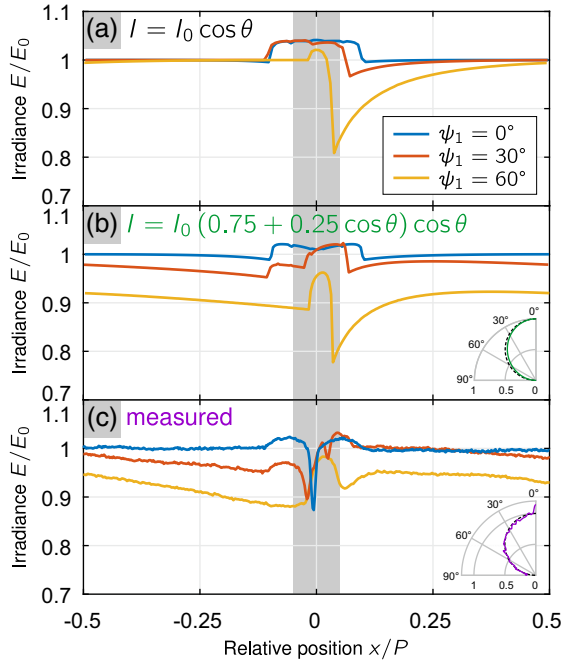 (a) I = I₀ cos θ
1.1
1
0.9
0.8
0.7
Irradiance E/E₀
ψ₁ = 0°
ψ₁ = 30°
ψ₁ = 60°
(b) I = I₀ (0.75 + 0.25 cos θ) cos θ
1.1
1
0.9
0.8
0.7
Irradiance E/E₀
0°
30°
60°
90°
1 0.5 0
(c) measured
1.1
1
0.9
0.8
0.7
Irradiance E/E₀
0°
30°
60°
90°
1 0.5 0
-0.5 -0.25 0 0.25 0.5
Relative position x/P